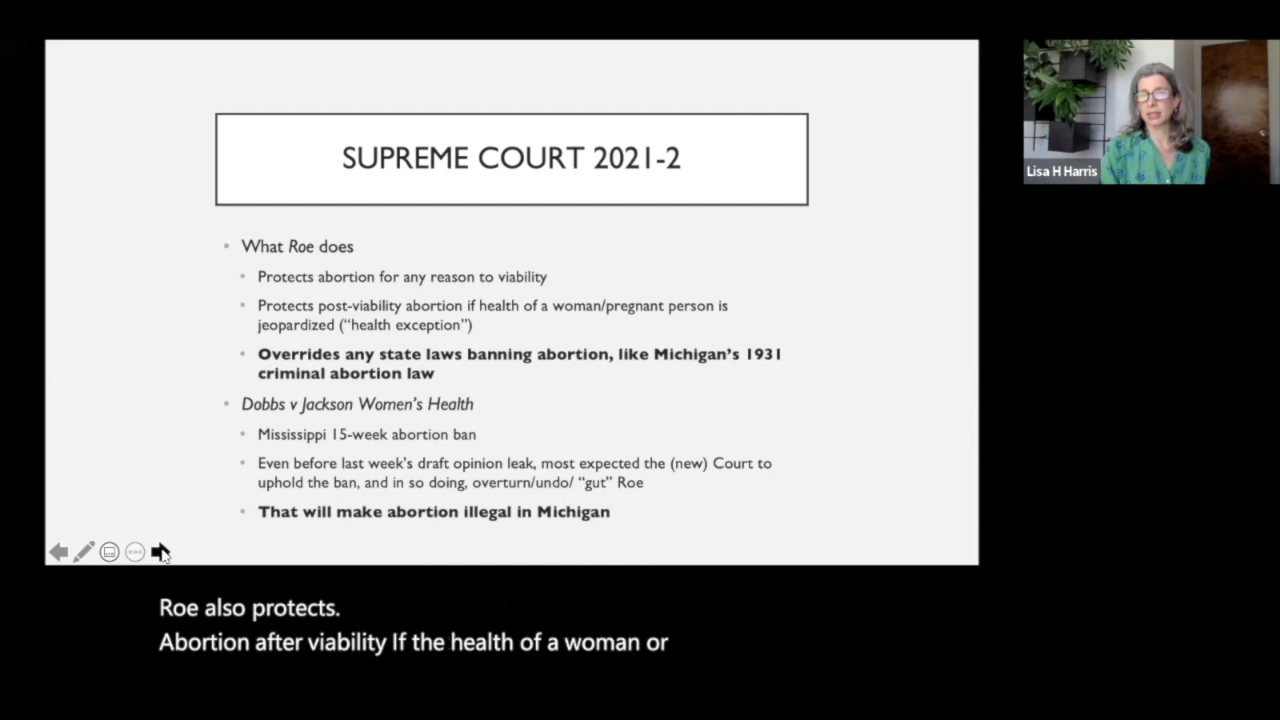 SUPREME COURT 2021-2
• What Roe does
• Protects abortion for any reason to viability
• Protects post-viability abortion if health of a woman/pregnant person is
jeopardized (“health exception”)
• Overrides any state laws banning abortion, like Michigan’s 1931
criminal abortion law
• Dobbs v Jackson Women’s Health
• Mississippi 15-week abortion ban
• Even before last week’s draft opinion leak, most expected the (new) Court to
uphold the ban, and in so doing, overturn/undo/ “gut” Roe
• That will make abortion illegal in Michigan
Lisa H Harris
Roe also protects.
Abortion after viability If the health of a woman or